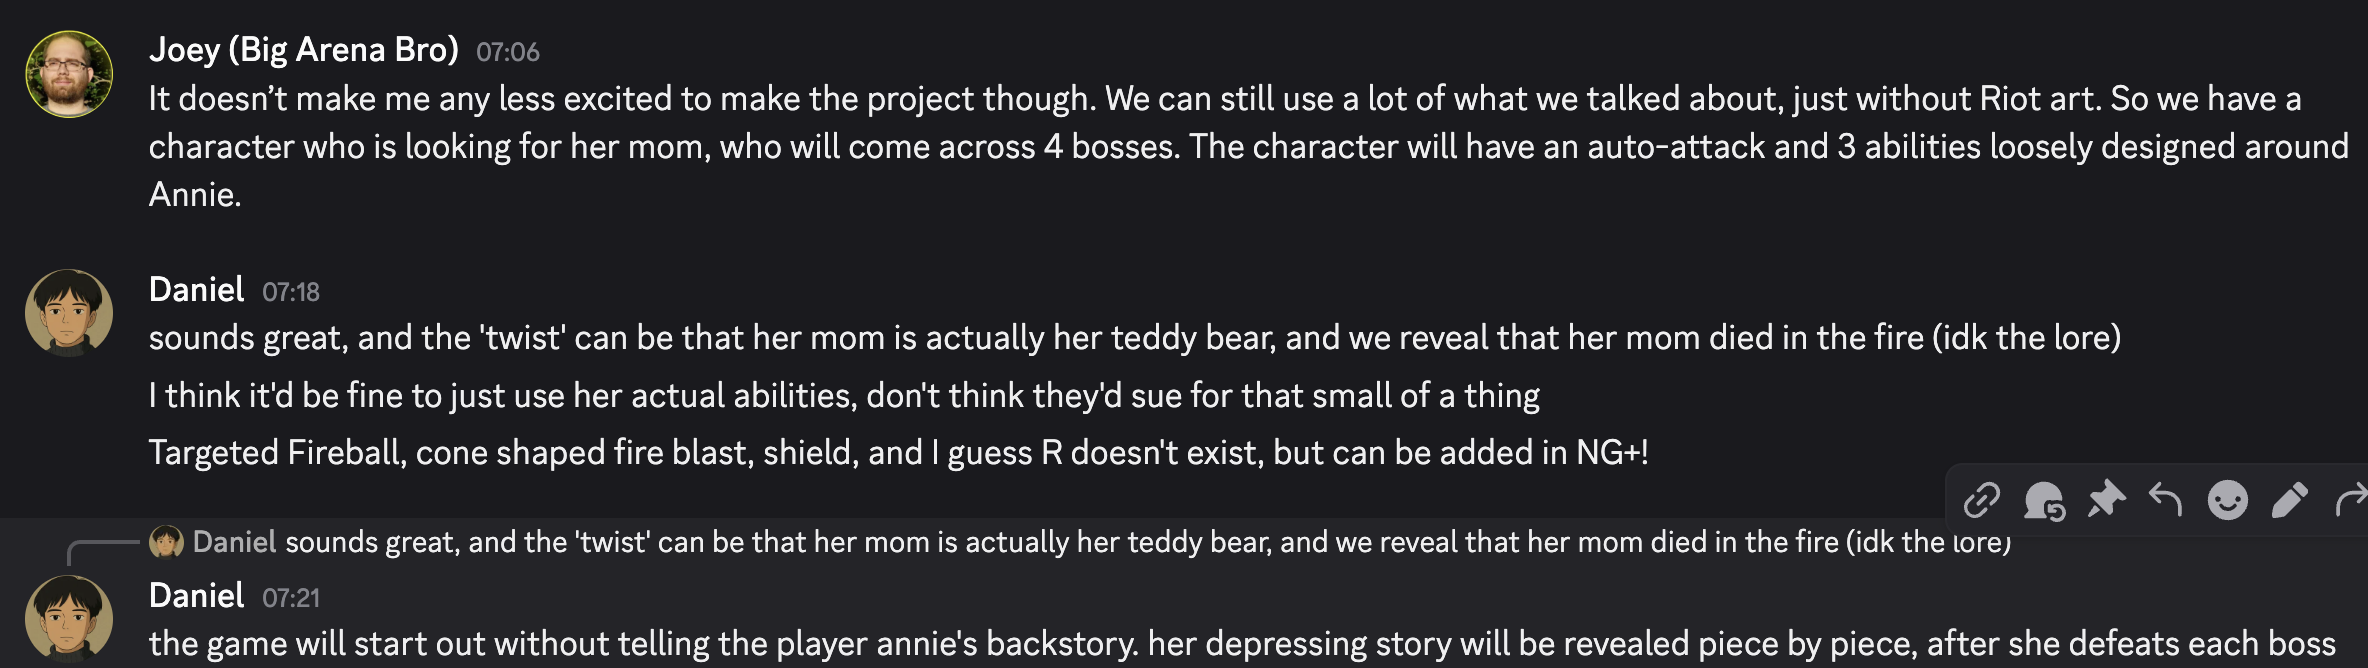 Joey (Big Arena Bro) 07:06
It doesn’t make me any less excited to make the project though. We can still use a lot of what we talked about, just without Riot art. So we have a
character who is looking for her mom, who will come across 4 bosses. The character will have an auto-attack and 3 abilities loosely designed around
Annie.
Daniel 07:18
sounds great, and the 'twist' can be that her mom is actually her teddy bear, and we reveal that her mom died in the fire (idk the lore)
I think it'd be fine to just use her actual abilities, don't think they'd sue for that small of a thing
Targeted Fireball, cone shaped fire blast, shield, and I guess R doesn't exist, but can be added in NG+!
Daniel sounds great, and the 'twist' can be that her mom is actually her teddy bear, and we reveal that her mom died in the fire (idk the lore)
Daniel 07:21
the game will start out without telling the player annie's backstory. her depressing story will be revealed piece by piece, after she defeats each boss